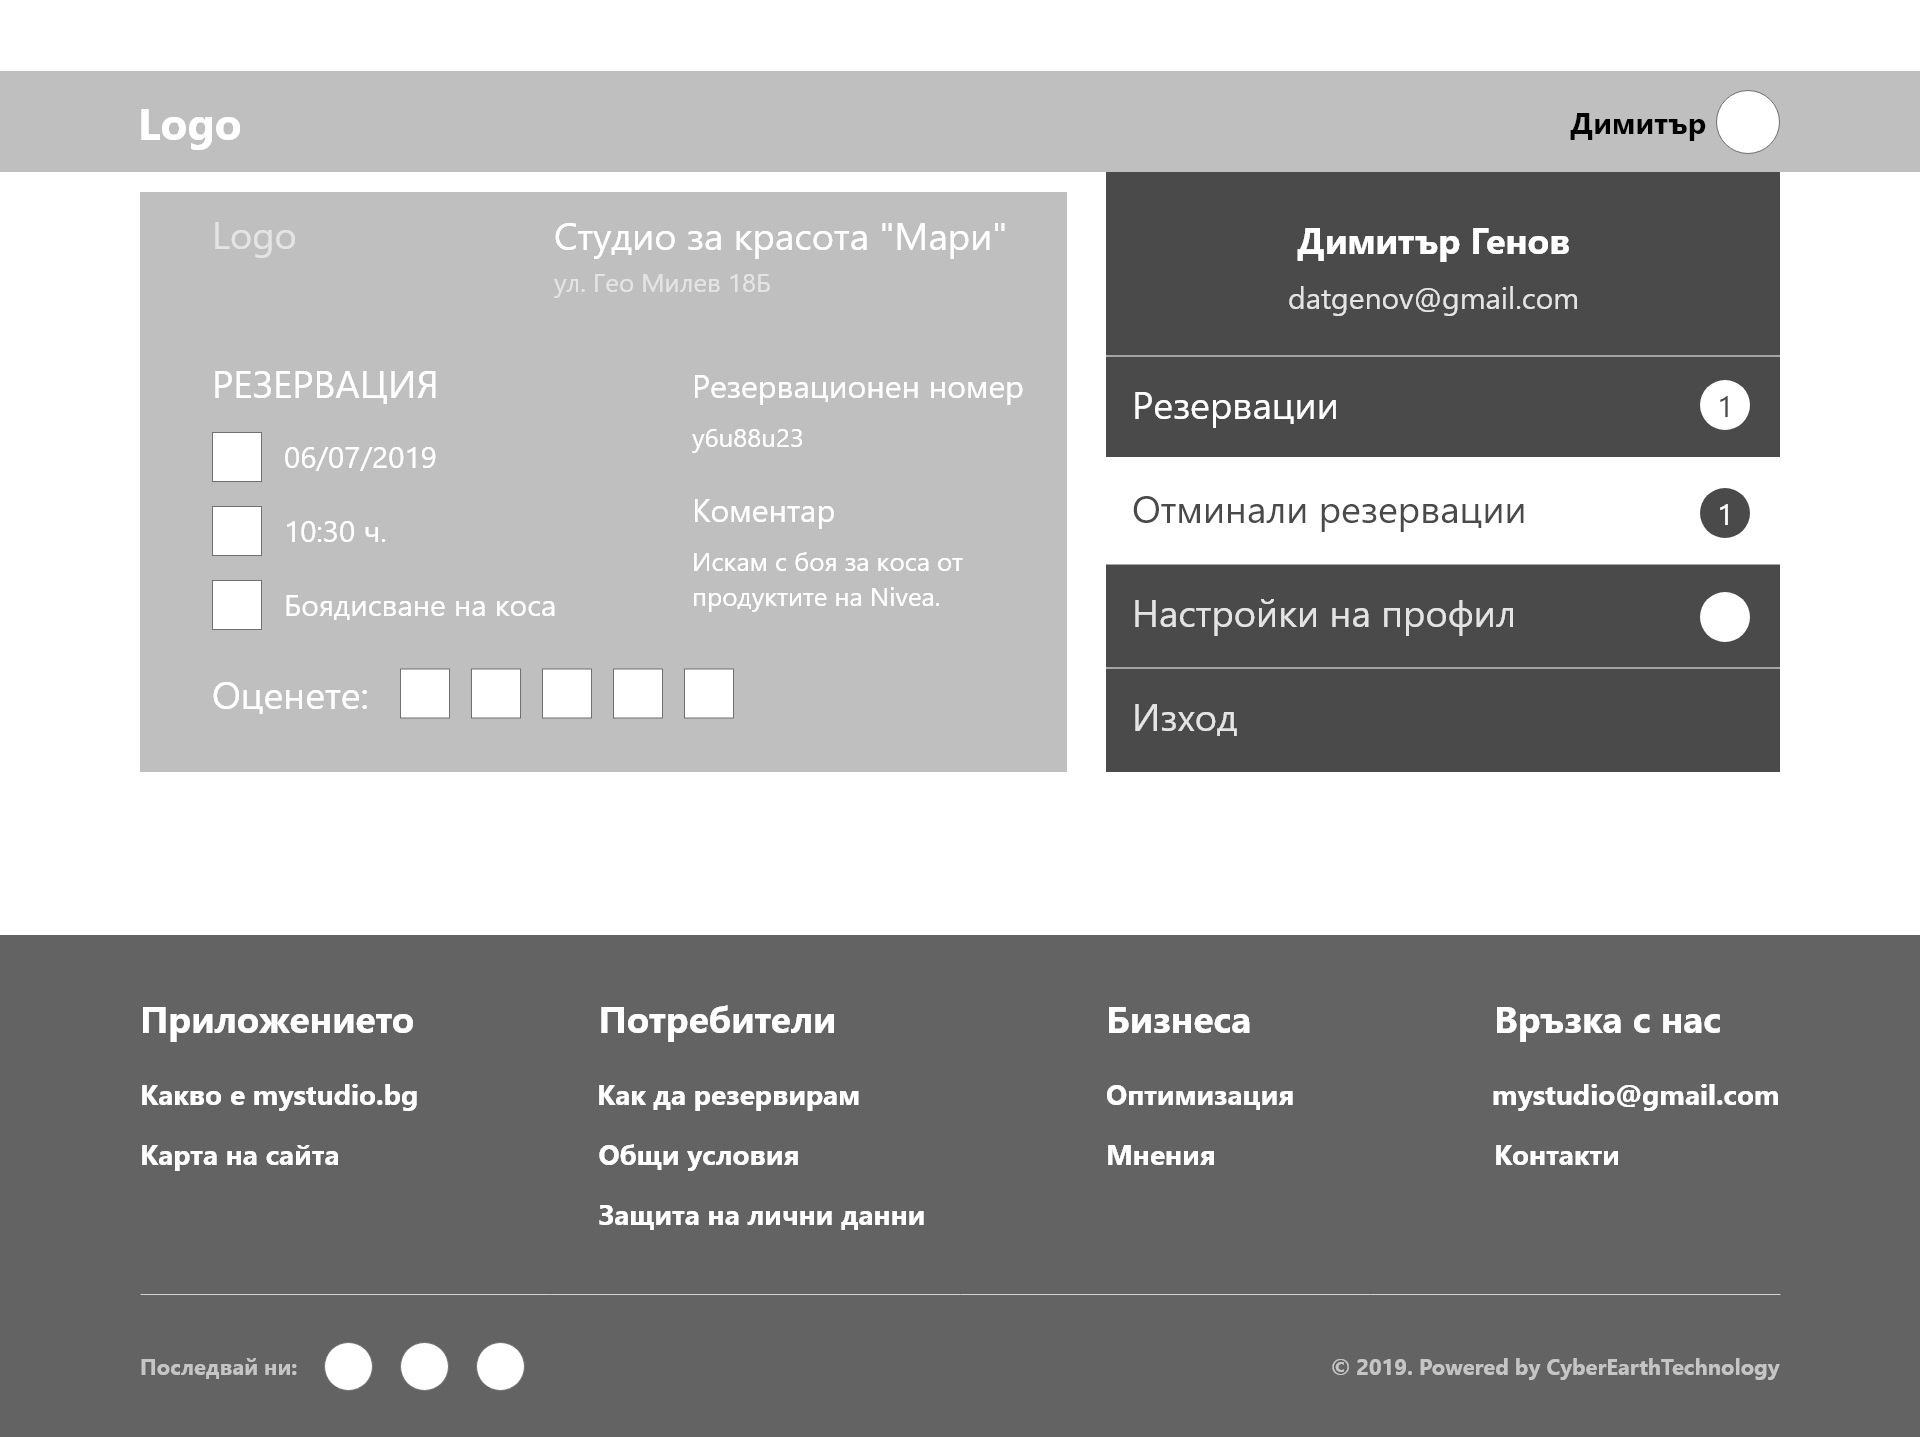 Logo
Димитър
Logo
Студио за красота "Мари"
ул. Гео Милев 18Б
РЕЗЕРВАЦИЯ
06/07/2019
10:30 ч.
Боядисване на коса
Резервационен номер
y6u88u23
Коментар
Искам с боя за коса от
продуктите на Nivea.
Оценете:
Димитър Генов
datgenov@gmail.com
Резервации 1
Отминали резервации 1
Настройки на профил
Изход
Приложението
Какво е mystudio.bg
Карта на сайта
Потребители
Как да резервирам
Общи условия
Защита на лични данни
Бизнеса
Оптимизация
Мнения
Връзка с нас
mystudio@gmail.com
Контакти
Последвай ни:
© 2019. Powered by CyberEarthTechnology